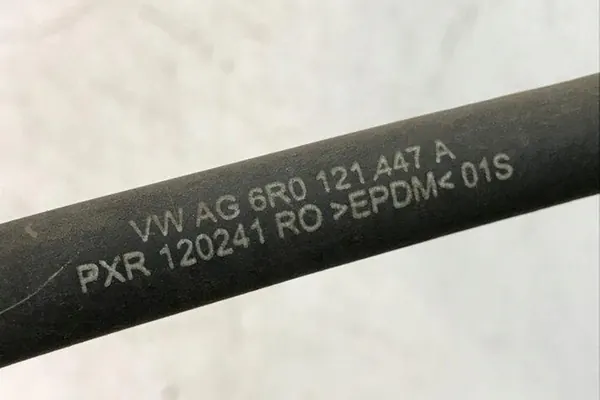 VW AG 6R0 121 447 A
PXR 120241 RO >EPDM< 01S